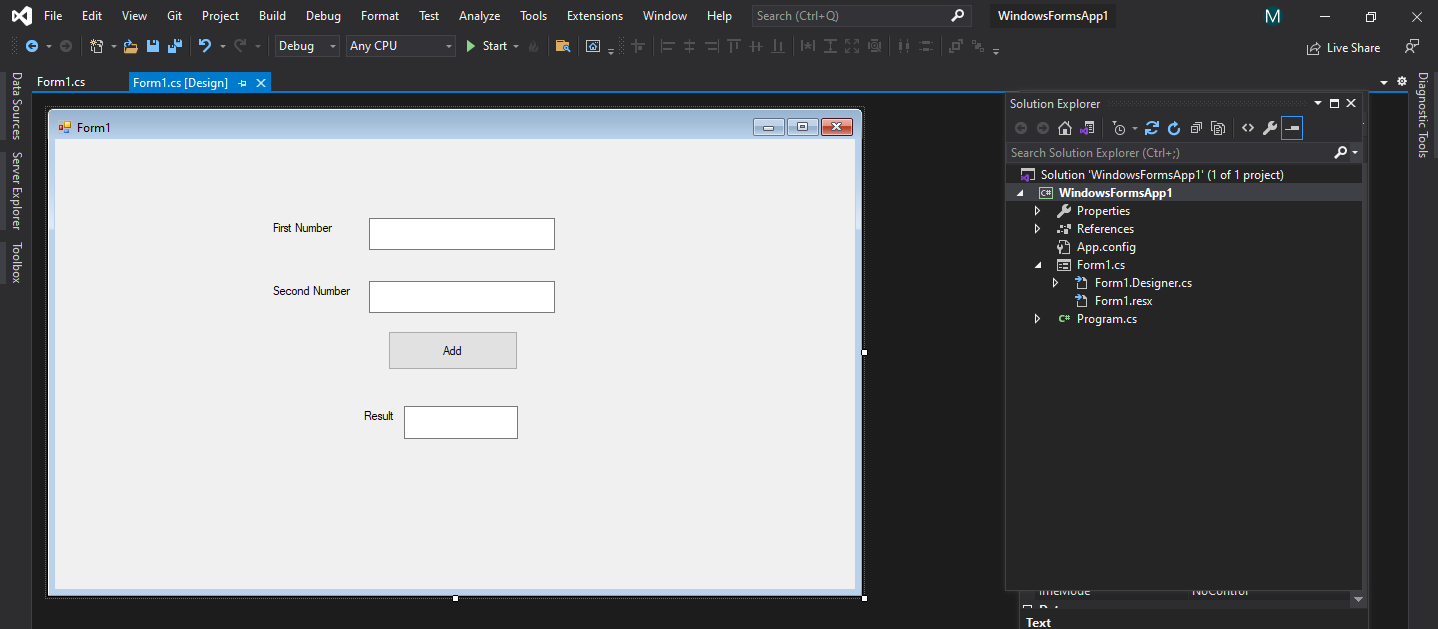 File Edit View Git Project Build Debug Format Test Analyze Tools Extensions Window Help Search (Ctrl+Q) WindowsFormsApp1 M
Debug Any CPU Start Live Share
Form1.cs Form1.cs [Design]
Data Sources
Server Explorer
Toolbox
Form1
First Number
Second Number
Add
Result
Solution Explorer
Search Solution Explorer (Ctrl+;)
Solution 'WindowsFormsApp1' (1 of 1 project)
C# WindowsFormsApp1
Properties
References
App.config
Form1.cs
Form1.Designer.cs
Form1.resx
C# Program.cs
ImeMode NoControl
Text
Diagnostic Tools